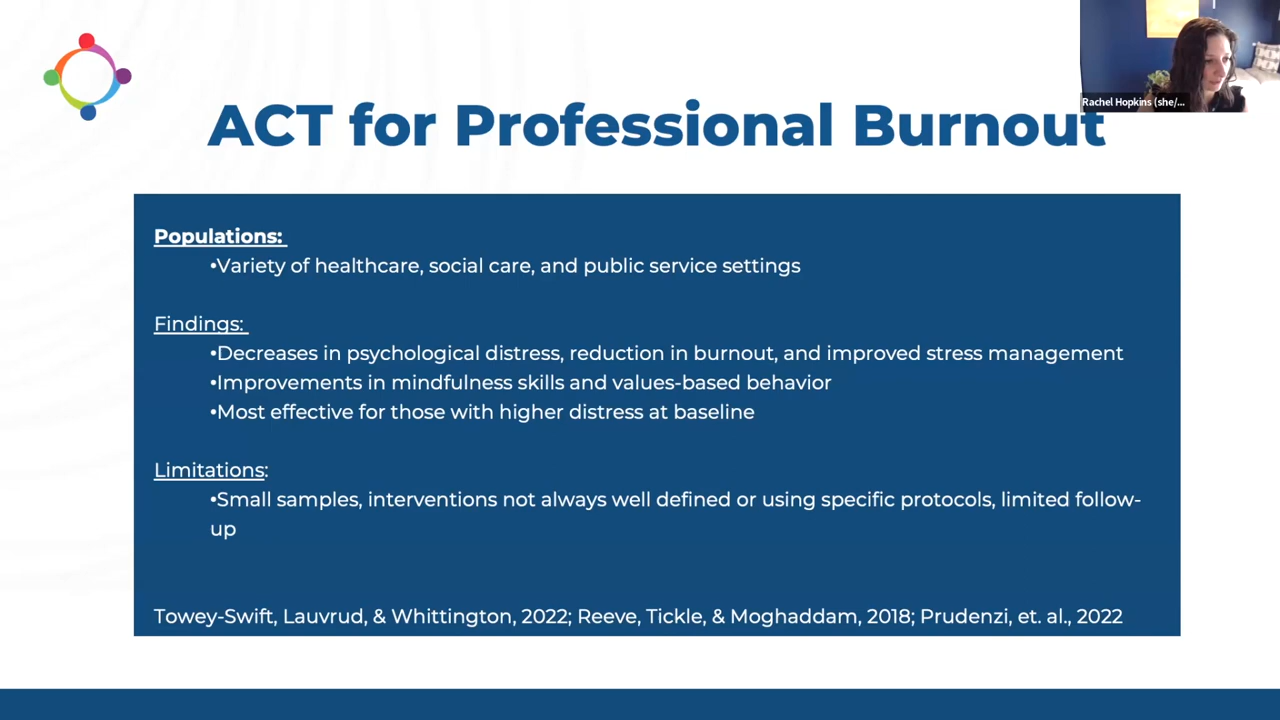 Rachel Hopkins (she/...
ACT for Professional Burnout
Populations:
•Variety of healthcare, social care, and public service settings
Findings:
•Decreases in psychological distress, reduction in burnout, and improved stress management
•Improvements in mindfulness skills and values-based behavior
•Most effective for those with higher distress at baseline
Limitations:
•Small samples, interventions not always well defined or using specific protocols, limited follow-
up
Towey-Swift, Lauvrud, & Whittington, 2022; Reeve, Tickle, & Moghaddam, 2018; Prudenzi, et. al., 2022